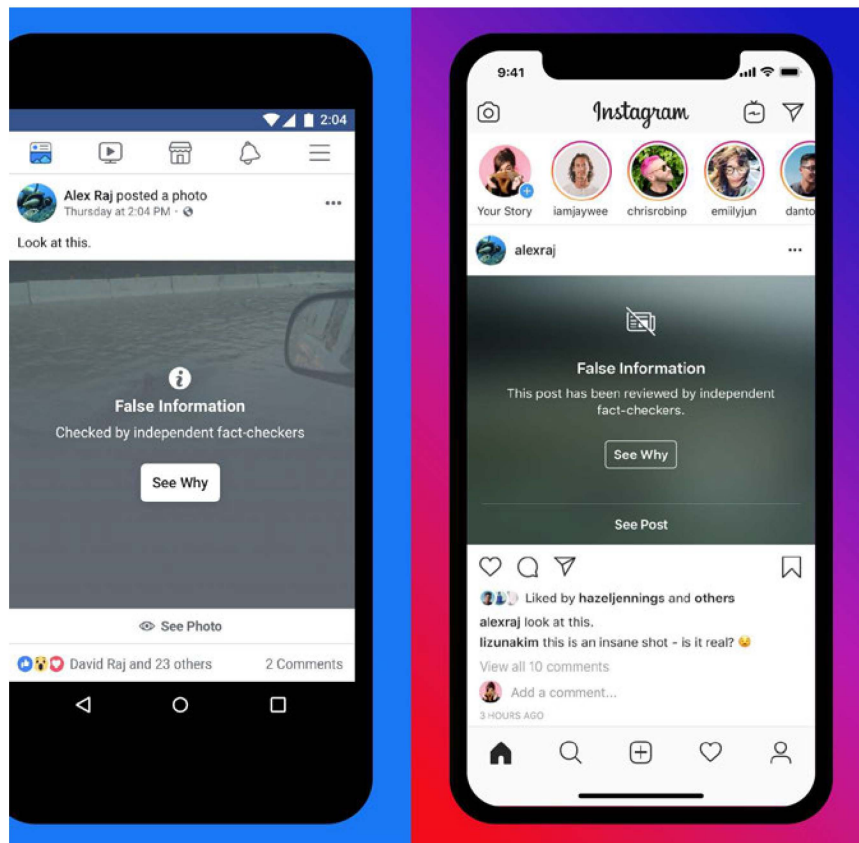 2:04
Alex Raj posted a photo
Thursday at 2:04 PM ·
Look at this.
False Information
Checked by independent fact-checkers
See Why
See Photo
David Raj and 23 others 2 Comments
9:41
Instagram
Your Story iamjaywee chrisrobinp emiilyjun danto
alexraj
False Information
This post has been reviewed by independent
fact-checkers.
See Why
See Post
Liked by hazeljennings and others
alexraj look at this.
lizunakim this is an insane shot - is it real? 😫
View all 10 comments
Add a comment...
3 HOURS AGO